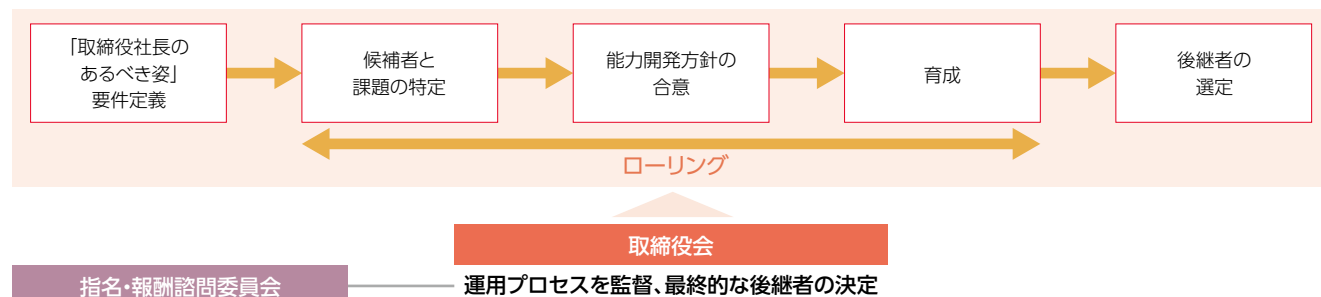 「取締役社長の
あるべき姿」
要件定義
候補者と
課題の特定
能力開発方針の
合意
育成
後継者の
選定
ローリング
取締役会
指名・報酬諮問委員会
運用プロセスを監督、最終的な後継者の決定